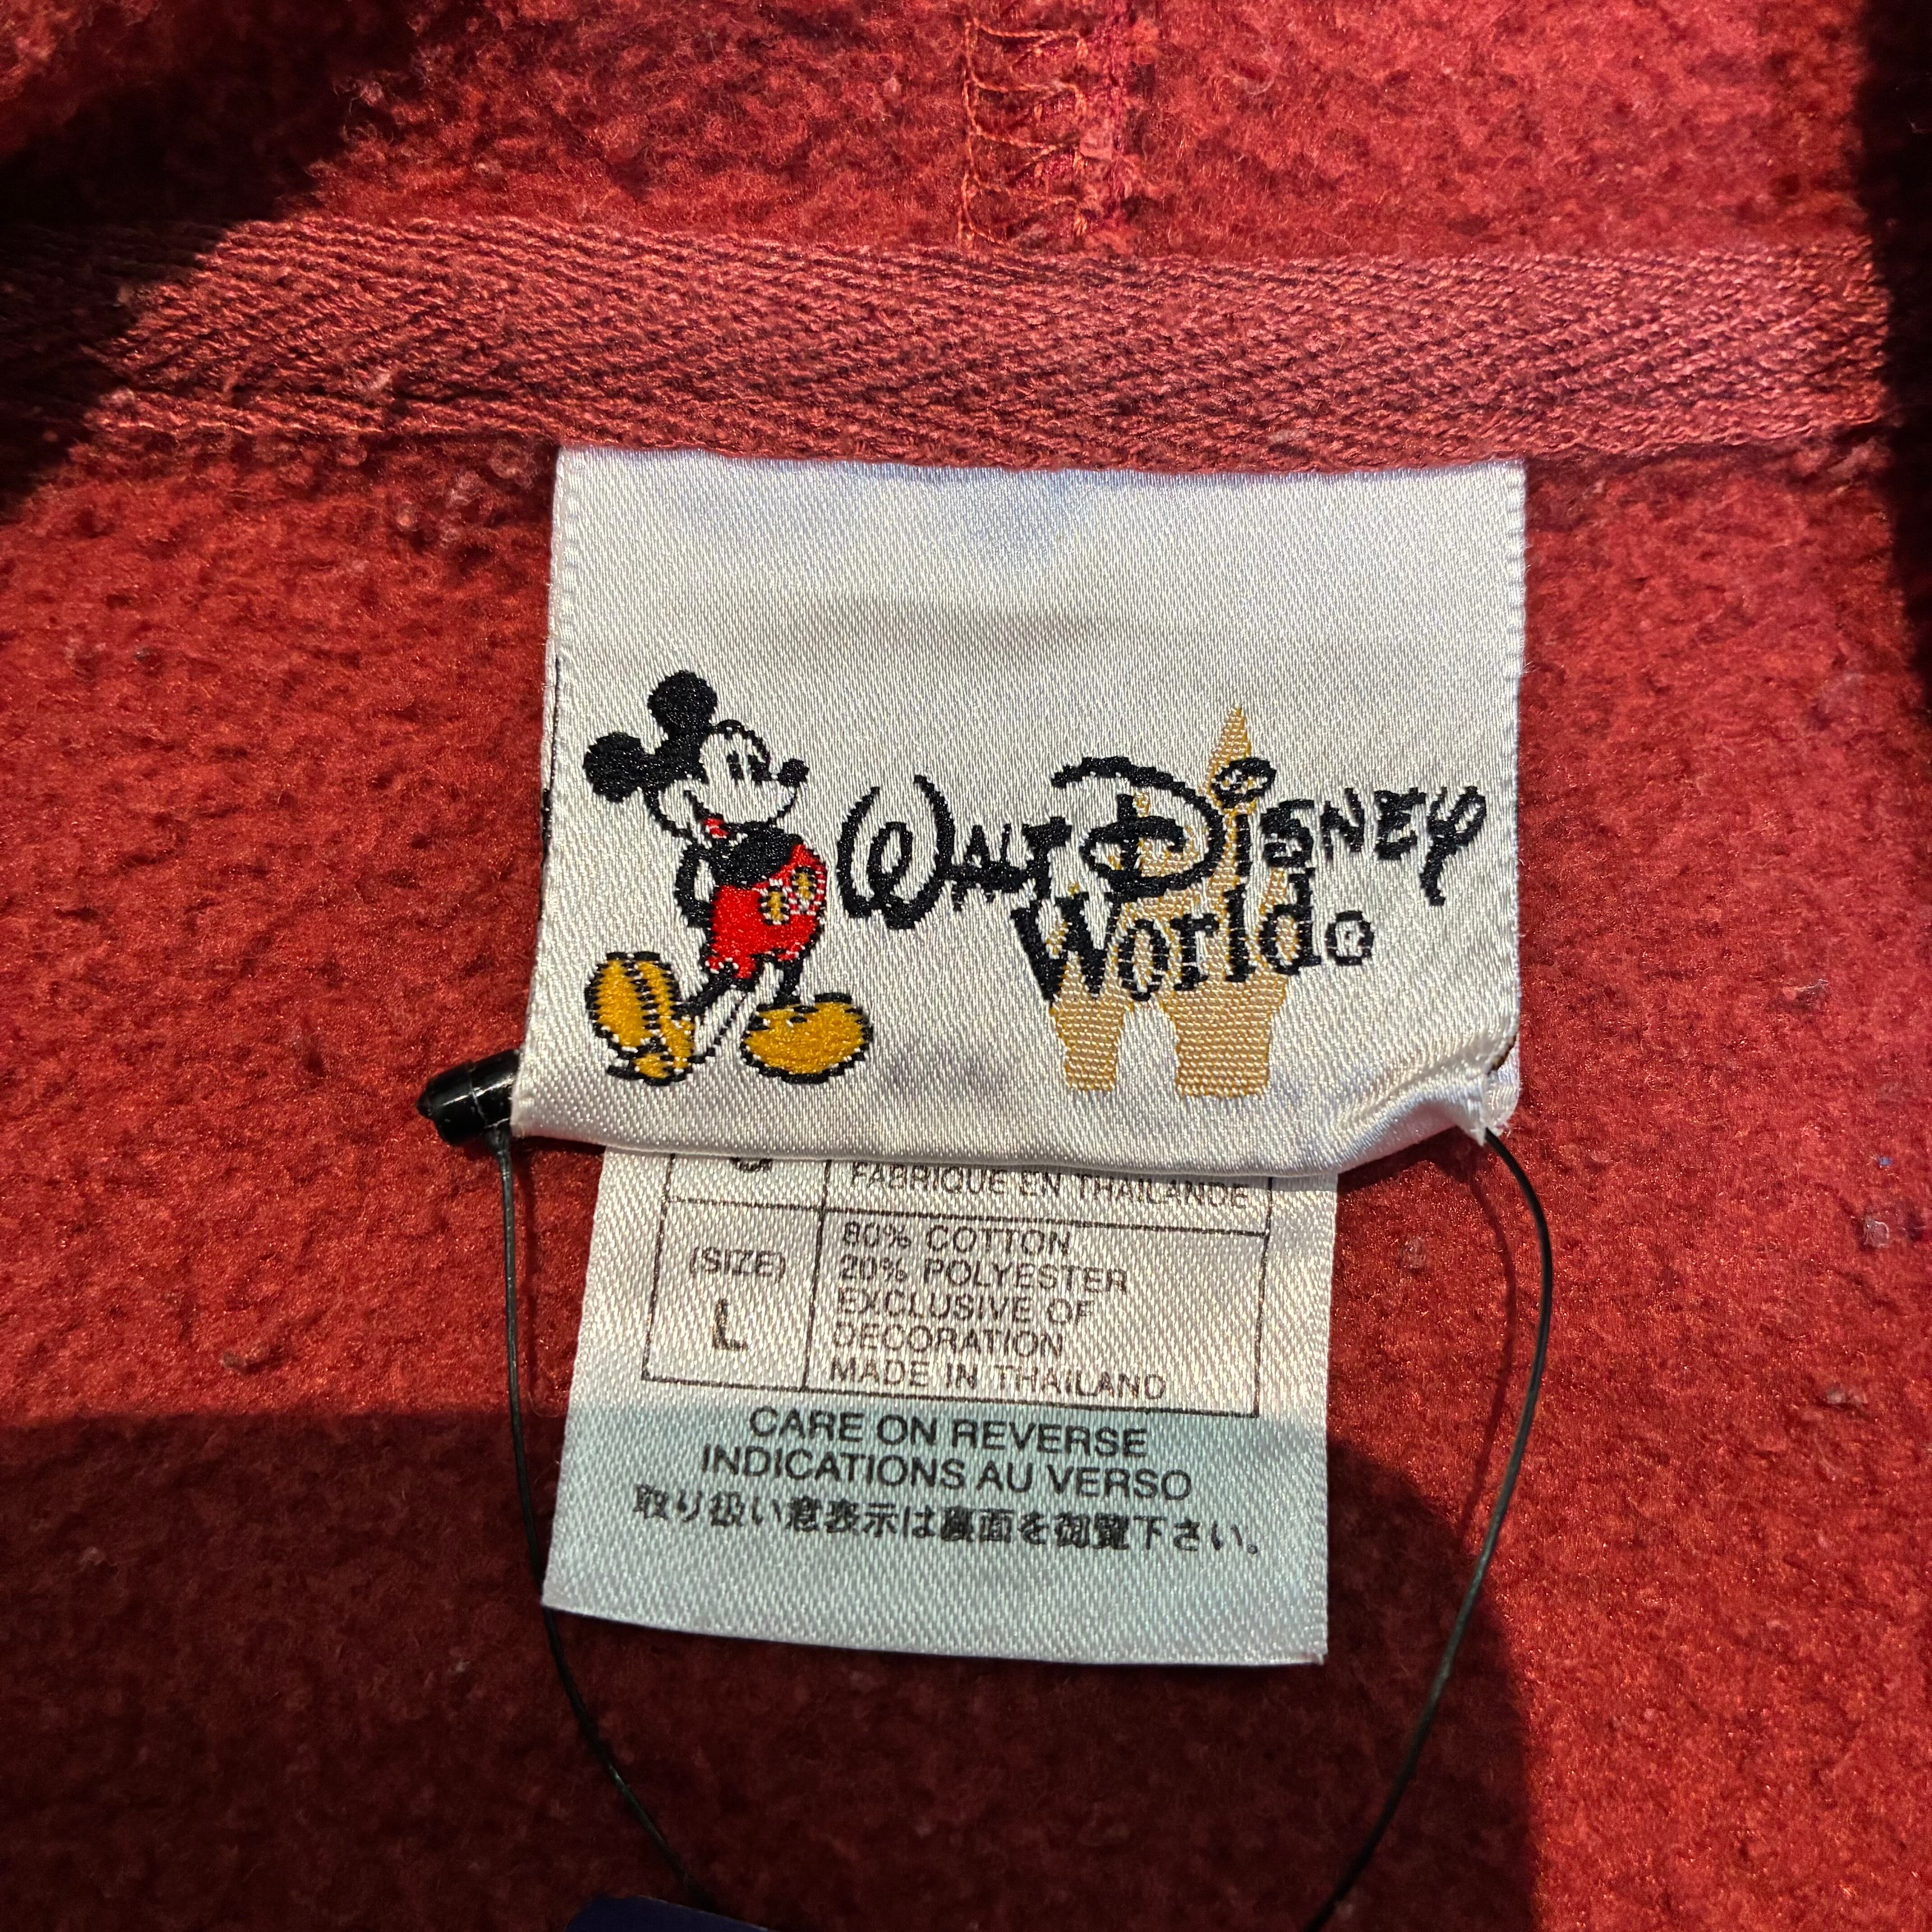 WALT DISNEY
World®
FABRIQUE EN THAILANDE
(SIZE)
L
80% COTTON
20% POLYESTER
EXCLUSIVE OF
DECORATION
MADE IN THAILAND
CARE ON REVERSE
INDICATIONS AU VERSO
取り扱い意表示は裏面を御覧下さい。